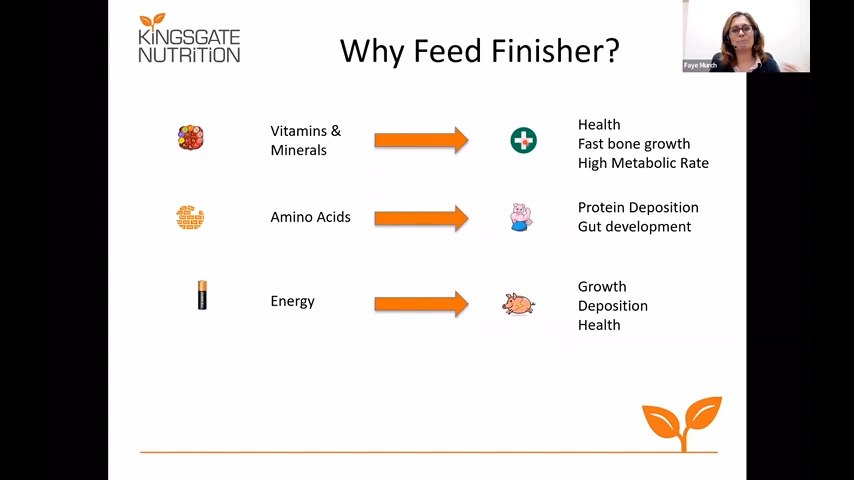 KINGSGATE
NUTRITION
Why Feed Finisher?
Faye Murch
Vitamins &
Minerals
Health
Fast bone growth
High Metabolic Rate
Amino Acids
Protein Deposition
Gut development
Energy
Growth
Deposition
Health